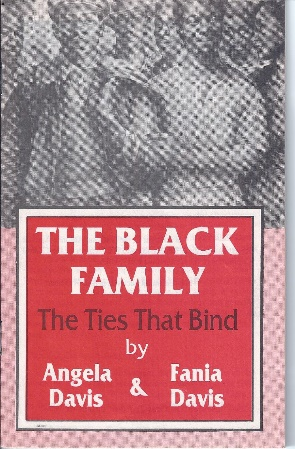 THE BLACK
FAMILY
The Ties That Bind
by
Angela & Fania
Davis Davis